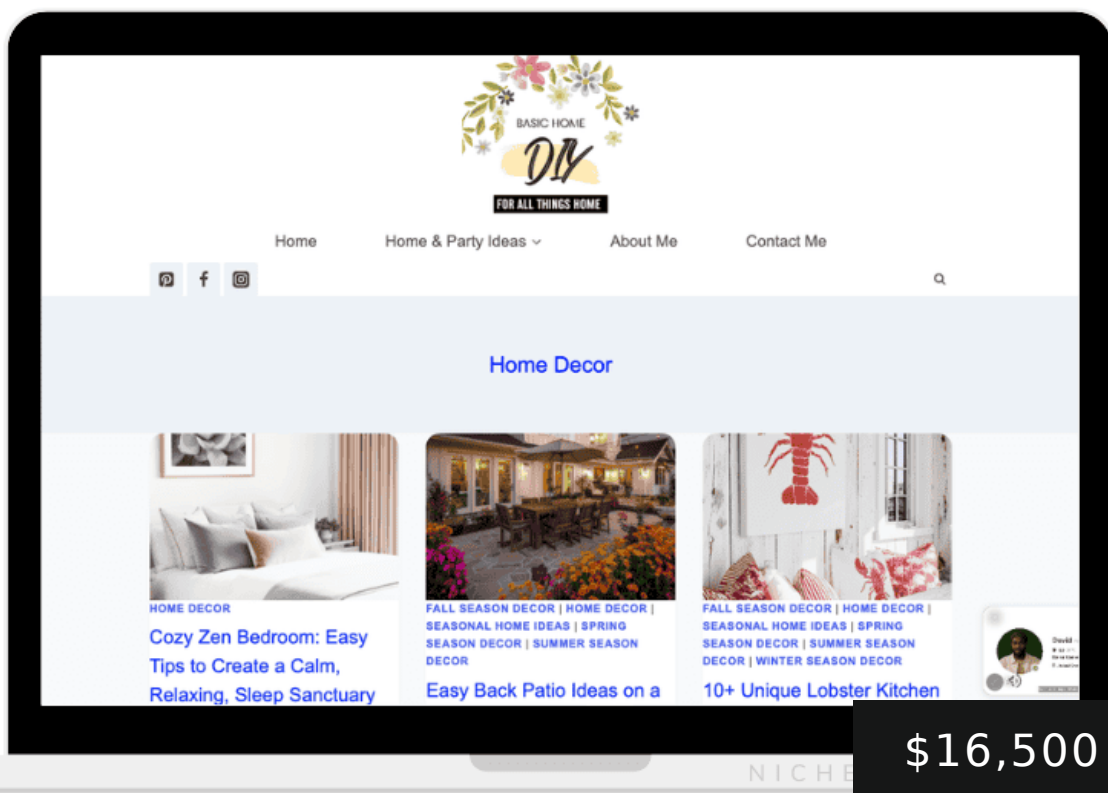 BASIC HOME
DIY
FOR ALL THINGS HOME
Home
Home & Party Ideas
About Me
Contact Me
Home Decor
HOME DECOR
Cozy Zen Bedroom: Easy
Tips to Create a Calm,
Relaxing, Sleep Sanctuary
FALL SEASON DECOR | HOME DECOR |
SEASONAL HOME IDEAS | SPRING
SEASON DECOR | SUMMER SEASON
DECOR
Easy Back Patio Ideas on a
FALL SEASON DECOR | HOME DECOR |
SEASONAL HOME IDEAS | SPRING
SEASON DECOR | SUMMER SEASON
DECOR | WINTER SEASON DECOR
10+ Unique Lobster Kitchen
David
$16,500
NICHE